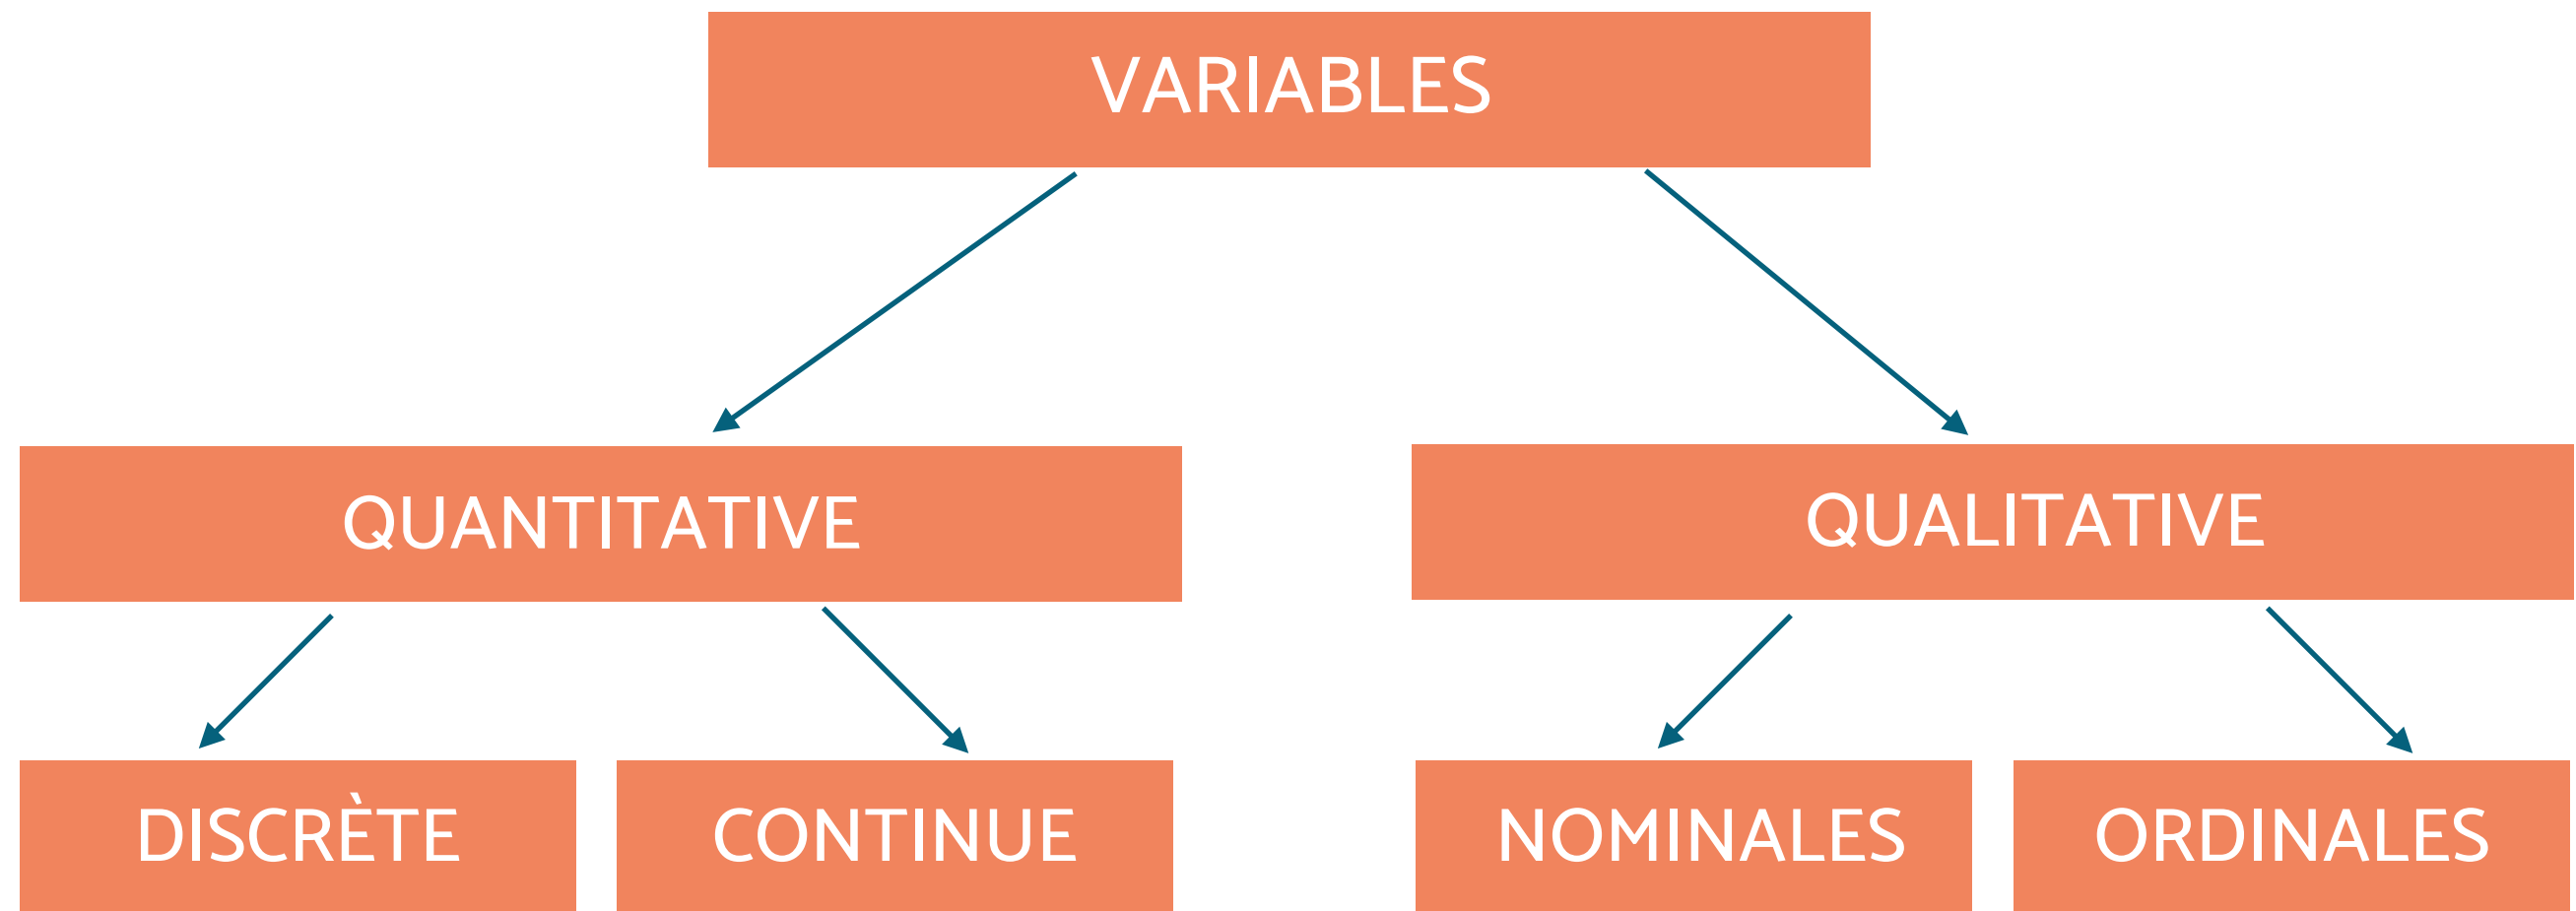 VARIABLES
QUANTITATIVE
QUALITATIVE
DISCRÈTE
CONTINUE
NOMINALES
ORDINALES